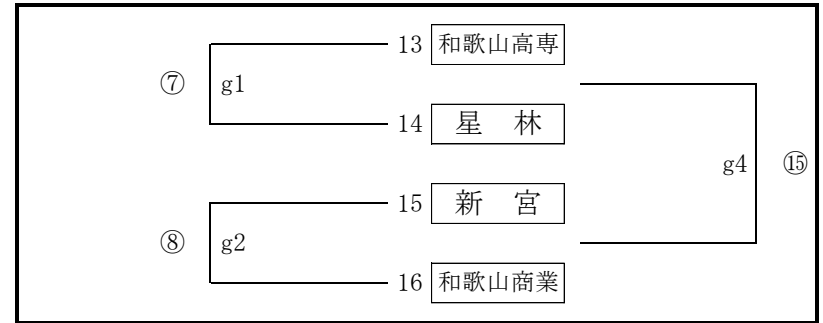 13 和歌山高専
⑦ g1
14 星 林
g4 ⑮
15 新 宮
⑧ g2
16 和歌山商業